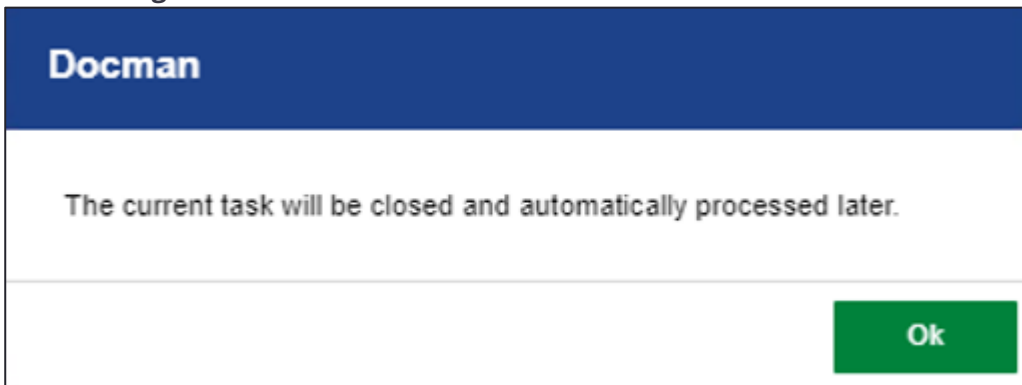 Docman
The current task will be closed and automatically processed later.
Ok